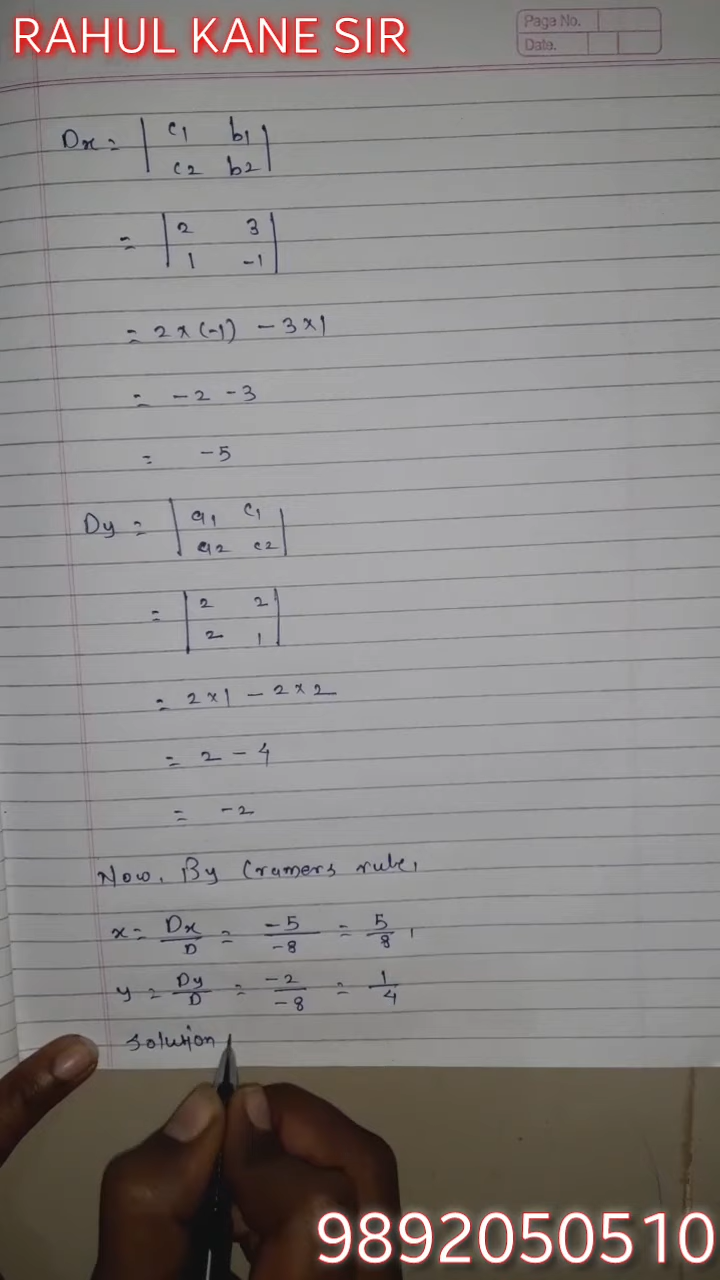 RAHUL KANE SIR
Page No.
Date.
Dx = | c1 b1 |
| c2 b2 |
= | 2 3 |
| 1 -1 |
= 2 × (-1) - 3 × 1
= -2 -3
= -5
Dy = | a1 c1 |
| a2 c2 |
= | 2 2 |
| 2 1 |
= 2 × 1 - 2 × 2
= 2 - 4
= -2
Now, By Cramers rule,
x = Dx/D = -5/-8 = 5/8,
y = Dy/D = -2/-8 = 1/4
Solution
9892050510